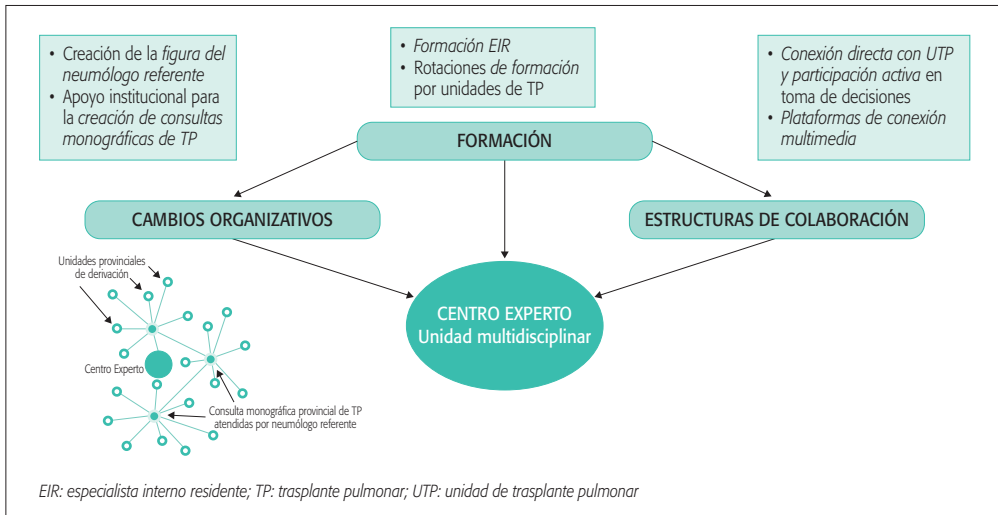 • Creación de la figura del
neumólogo referente
• Apoyo institucional para
la creación de consultas
monográficas de TP
• Formación EIR
• Rotaciones de formación
por unidades de TP
• Conexión directa con UTP
y participación activa en
toma de decisiones
• Plataformas de conexión
multimedia
FORMACIÓN
CAMBIOS ORGANIZATIVOS
ESTRUCTURAS DE COLABORACIÓN
Unidades provinciales
de derivación
CENTRO EXPERTO
Unidad multidisciplinar
Centro Experto
Consulta monográfica provincial de TP
atendidas por neumólogo referente
EIR: especialista interno residente; TP: trasplante pulmonar; UTP: unidad de trasplante pulmonar